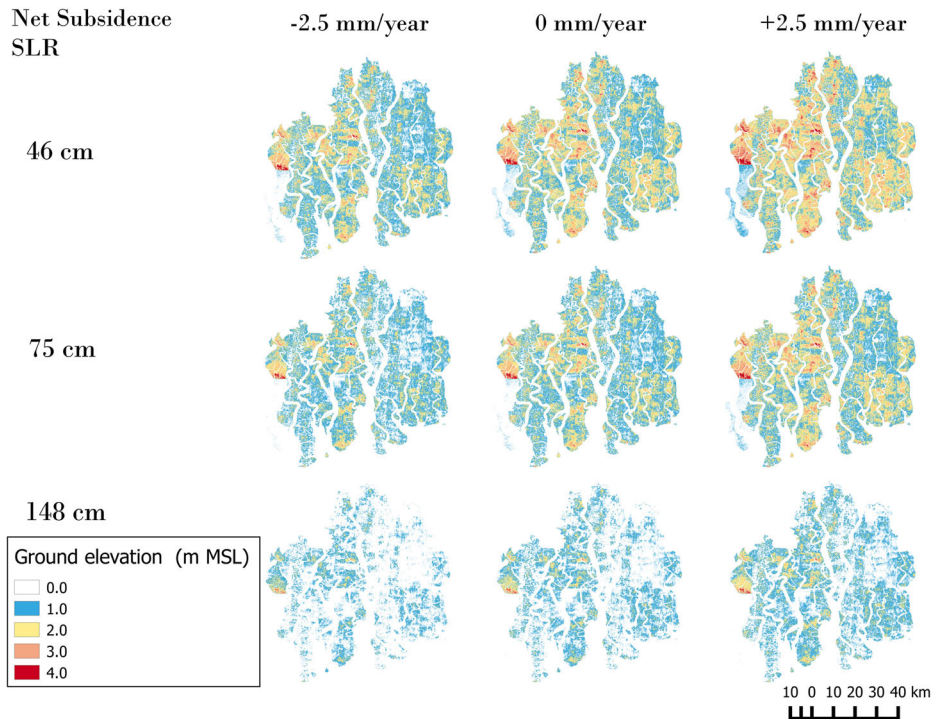 Net Subsidence
SLR
-2.5 mm/year
0 mm/year
+2.5 mm/year
46 cm
75 cm
148 cm
Ground elevation (m MSL)
0.0
1.0
2.0
3.0
4.0
10 0 10 20 30 40 km